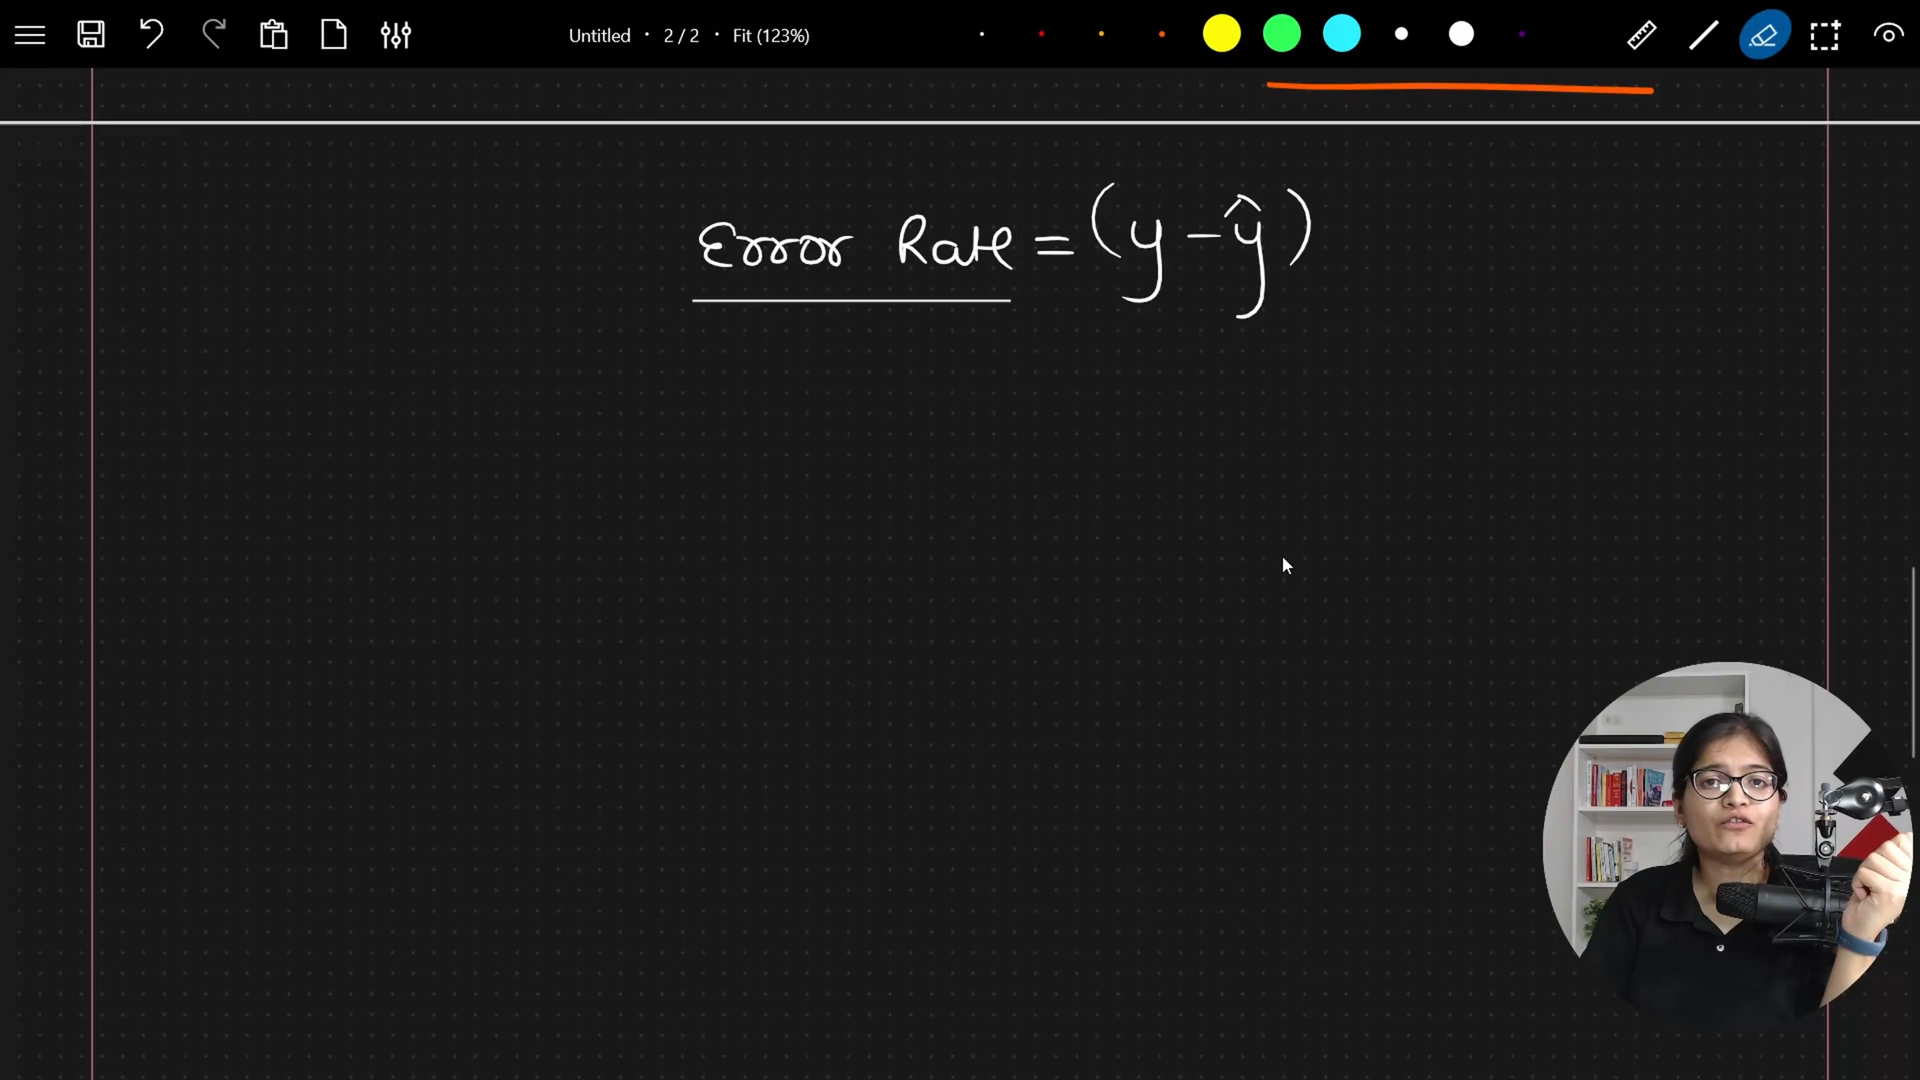 Untitled • 2 / 2 • Fit (123%)
Error Rate = (y - ŷ)